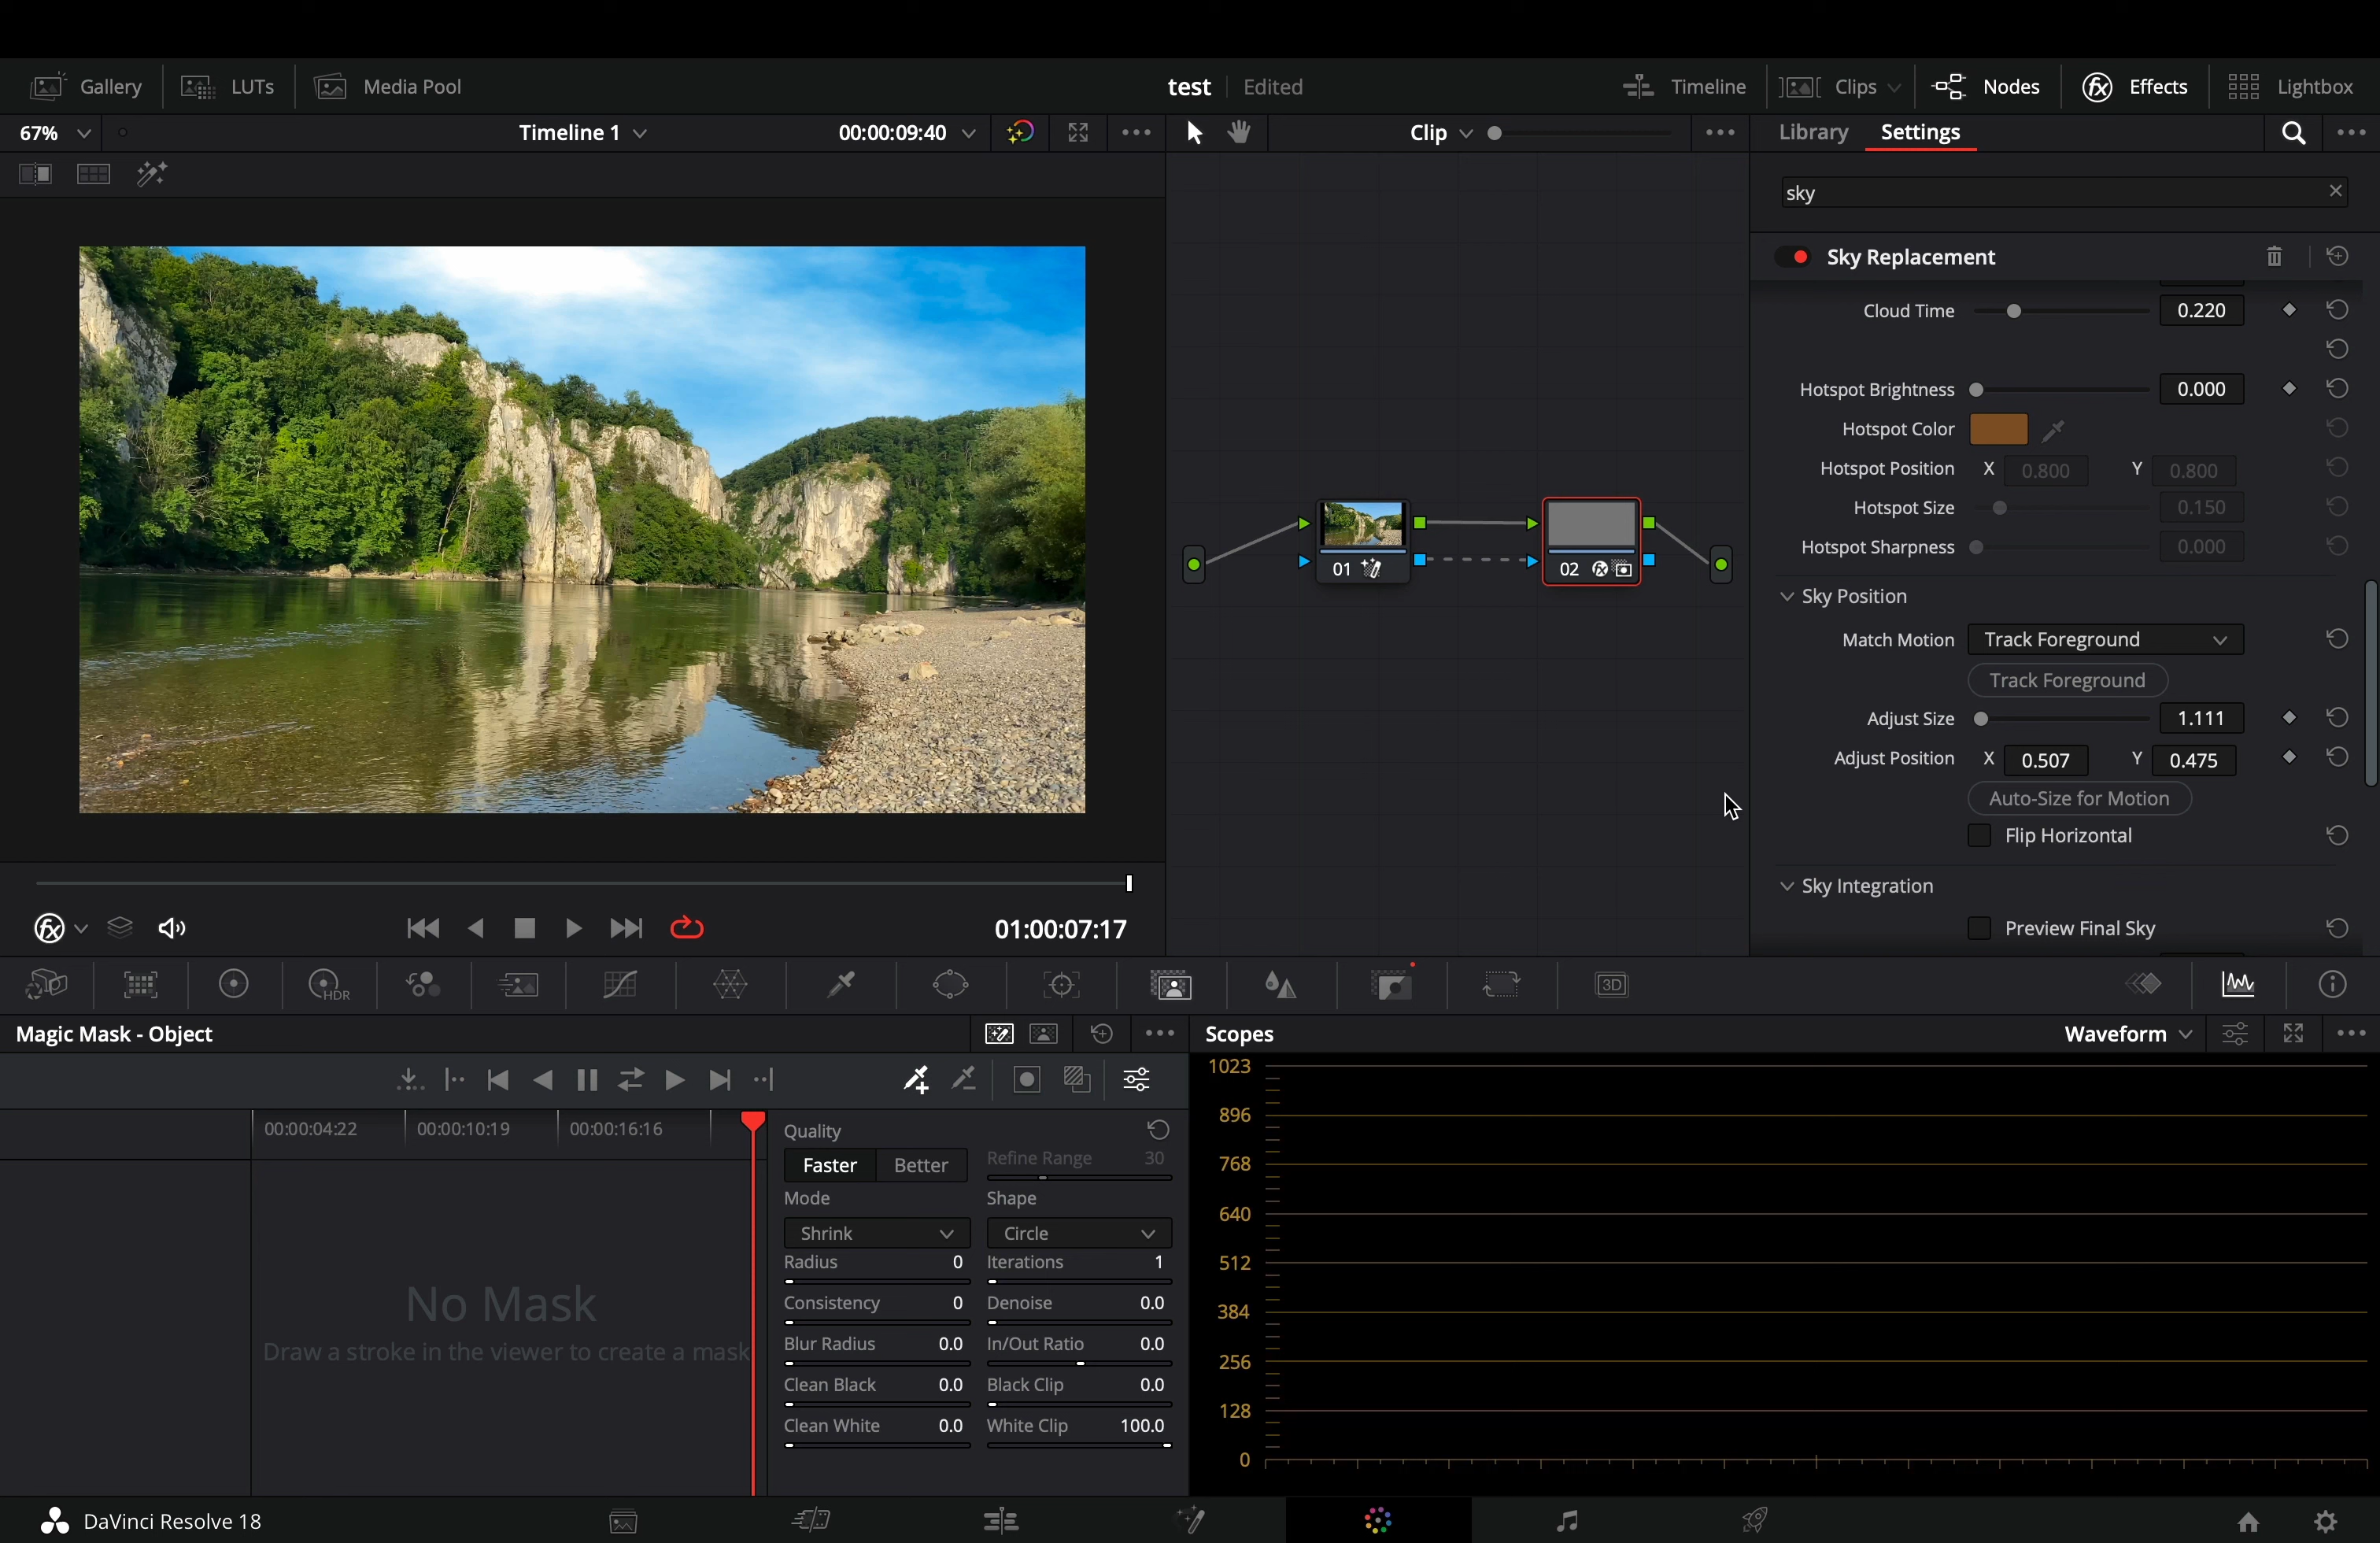 Gallery LUTs Media Pool test Edited Timeline Clips Nodes Effects Lightbox
67% Timeline 1 00:00:09:40 Clip Library Settings
sky
Sky Replacement
Cloud Time 0.220
Hotspot Brightness 0.000
Hotspot Color
Hotspot Position X 0.800 Y 0.800
Hotspot Size 0.150
Hotspot Sharpness 0.000
01 02
Sky Position
Match Motion Track Foreground
Track Foreground
Adjust Size 1.111
Adjust Position X 0.507 Y 0.475
Auto-Size for Motion
Flip Horizontal
Sky Integration
Preview Final Sky
01:00:07:17
HDR 3D
Magic Mask - Object Scopes Waveform
00:00:04:22 00:00:10:19 00:00:16:16
No Mask
Draw a stroke in the viewer to create a mask
Quality
Faster Better Refine Range 30
Mode Shape
Shrink Circle
Radius 0 Iterations 1
Consistency 0 Denoise 0.0
Blur Radius 0.0 In/Out Ratio 0.0
Clean Black 0.0 Black Clip 0.0
Clean White 0.0 White Clip 100.0
1023
896
768
640
512
384
256
128
0
DaVinci Resolve 18